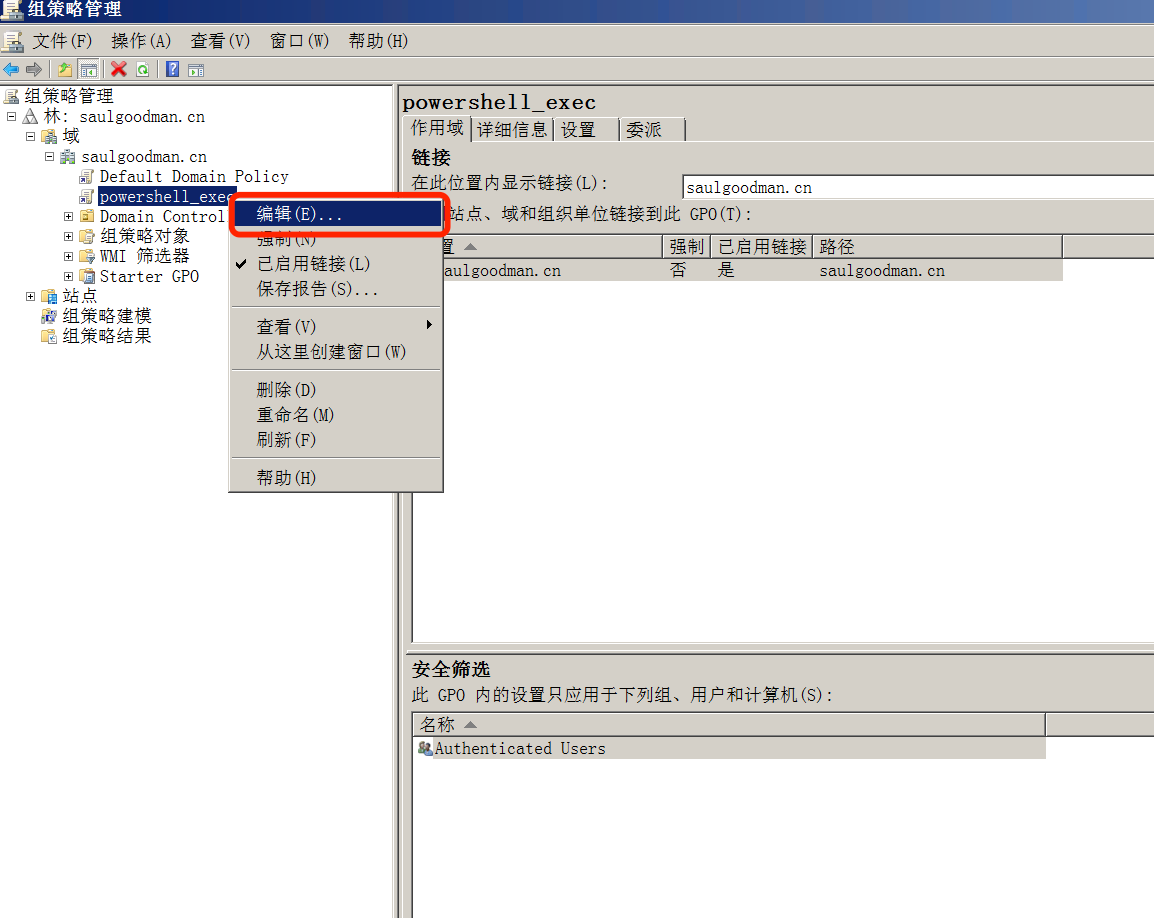 组策略管理
文件(F) 操作(A) 查看(V) 窗口(W) 帮助(H)
组策略管理
林: saulgoodman.cn
域
saulgoodman.cn
Default Domain Policy
powershell_exec
Domain Control
组策略对象
WMI 筛选器
Starter GPO
站点
组策略建模
组策略结果
编辑(E)...
强制(N)
已启用链接(L)
保存报告(S)...
查看(V)
从这里创建窗口(W)
删除(D)
重命名(M)
刷新(F)
帮助(H)
powershell_exec
作用域 详细信息 设置 委派
链接
在此位置内显示链接(L): saulgoodman.cn
站点、域和组织单位链接到此 GPO(T):
置 强制 已启用链接 路径
aulgoodman.cn 否 是 saulgoodman.cn
安全筛选
此 GPO 内的设置只应用于下列组、用户和计算机(S):
名称
Authenticated Users